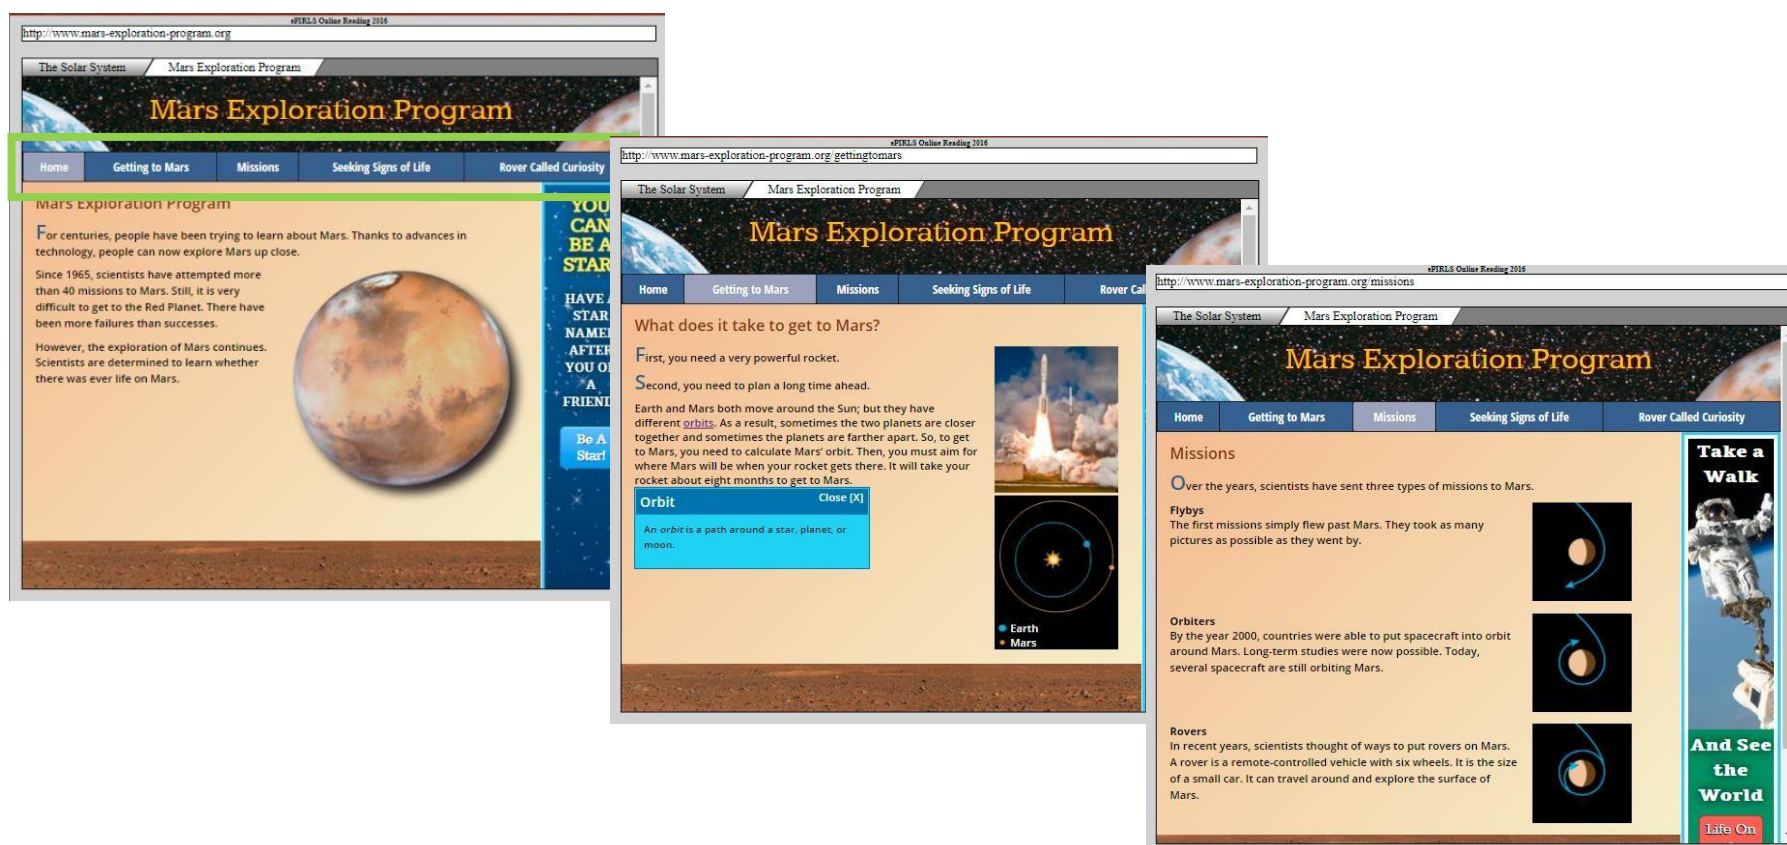 ePIRLS Online Reading 2016
http://www.mars-exploration-program.org
The Solar System
Mars Exploration Program
Mars Exploration Program
Home
Getting to Mars
Missions
Seeking Signs of Life
Rover Called Curiosity
Mars Exploration Program
For centuries, people have been trying to learn about Mars. Thanks to advances in
technology, people can now explore Mars up close.
Since 1965, scientists have attempted more
than 40 missions to Mars. Still, it is very
difficult to get to the Red Planet. There have
been more failures than successes.
However, the exploration of Mars continues.
Scientists are determined to learn whether
there was ever life on Mars.
YOU
CAN
BE A
STAR
HAVE A
STAR
NAMED
AFTER
YOU OR
A
FRIEND
Be A
Star!
ePIRLS Online Reading 2016
http://www.mars-exploration-program.org/gettingtomars
The Solar System
Mars Exploration Program
Mars Exploration Program
Home
Getting to Mars
Missions
Seeking Signs of Life
Rover Cal
What does it take to get to Mars?
First, you need a very powerful rocket.
Second, you need to plan a long time ahead.
Earth and Mars both move around the Sun; but they have
different orbits. As a result, sometimes the two planets are closer
together and sometimes the planets are farther apart. So, to get
to Mars, you need to calculate Mars' orbit. Then, you must aim for
where Mars will be when your rocket gets there. It will take your
rocket about eight months to get to Mars.
Orbit
Close [X]
An orbit is a path around a star, planet, or
moon.
Earth
Mars
ePIRLS Online Reading 2016
http://www.mars-exploration-program.org/missions
The Solar System
Mars Exploration Program
Mars Exploration Program
Home
Getting to Mars
Missions
Seeking Signs of Life
Rover Called Curiosity
Missions
Over the years, scientists have sent three types of missions to Mars.
Flybys
The first missions simply flew past Mars. They took as many
pictures as possible as they went by.
Orbiters
By the year 2000, countries were able to put spacecraft into orbit
around Mars. Long-term studies were now possible. Today,
several spacecraft are still orbiting Mars.
Rovers
In recent years, scientists thought of ways to put rovers on Mars.
A rover is a remote-controlled vehicle with six wheels. It is the size
of a small car. It can travel around and explore the surface of
Mars.
Take a
Walk
And See
the
World
Life On